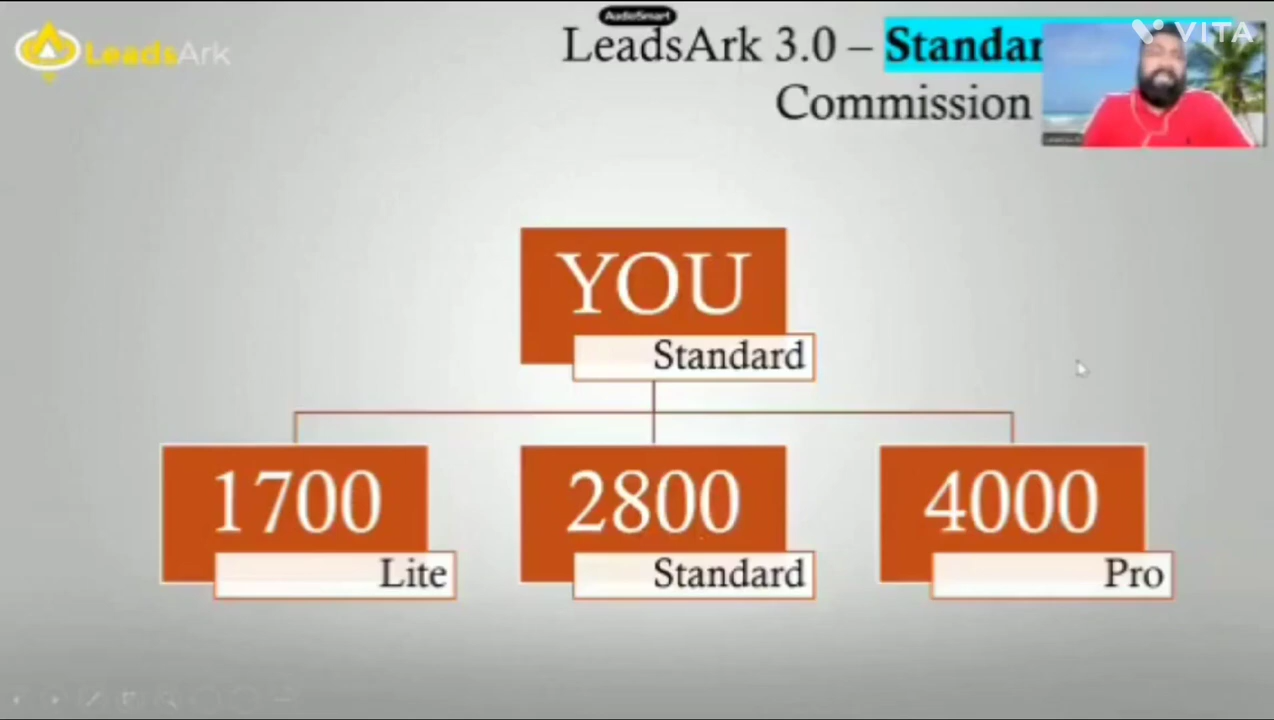 AudioSmart
LeadsArk
LeadsArk 3.0 – Standar
Commission
VITA
YOU
Standard
1700
2800
4000
Lite
Standard
Pro